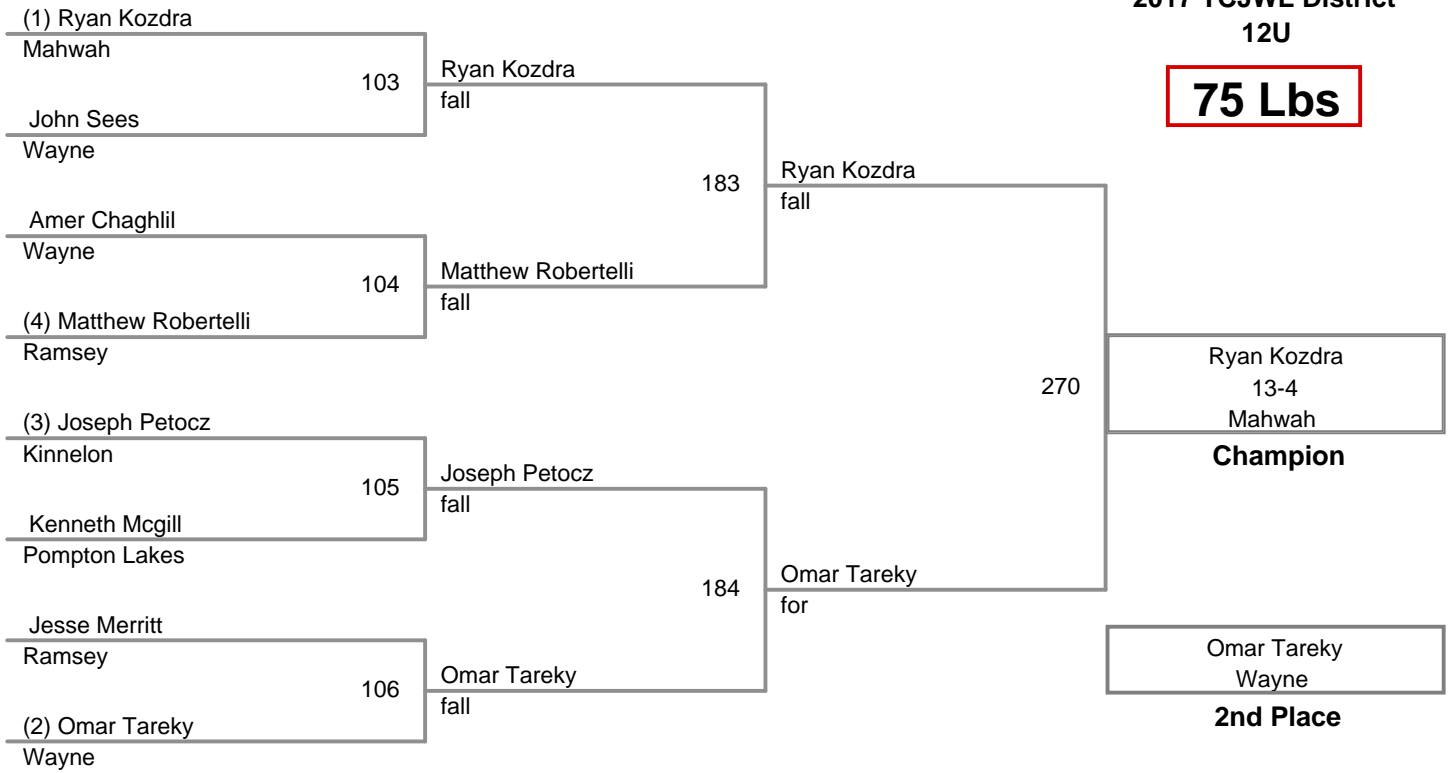 2017 TCJWL District
12U
75 Lbs
(1) Ryan Kozdra
Mahwah
103
John Sees
Wayne
Ryan Kozdra
fall
Amer Chaghlil
Wayne
104
(4) Matthew Robertelli
Ramsey
Matthew Robertelli
fall
183
Ryan Kozdra
fall
(3) Joseph Petocz
Kinnelon
105
Kenneth Mcgill
Pompton Lakes
Joseph Petocz
fall
Jesse Merritt
Ramsey
106
(2) Omar Tareky
Wayne
Omar Tareky
fall
184
Omar Tareky
for
270
Ryan Kozdra
13-4
Mahwah
Champion
Omar Tareky
Wayne
2nd Place